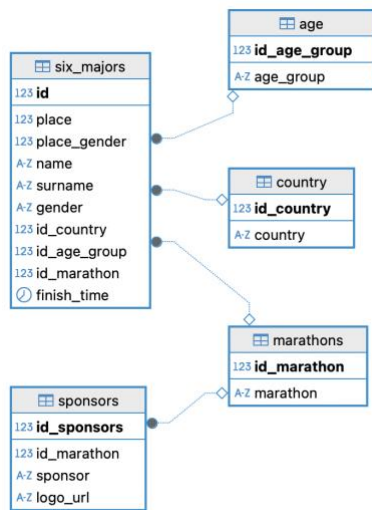 six_majors
123 id
123 place
123 place_gender
A-Z name
A-Z surname
A-Z gender
123 id_country
123 id_age_group
123 id_marathon
finish_time
age
123 id_age_group
A-Z age_group
country
123 id_country
A-Z country
marathons
123 id_marathon
A-Z marathon
sponsors
123 id_sponsors
123 id_marathon
A-Z sponsor
A-Z logo_url